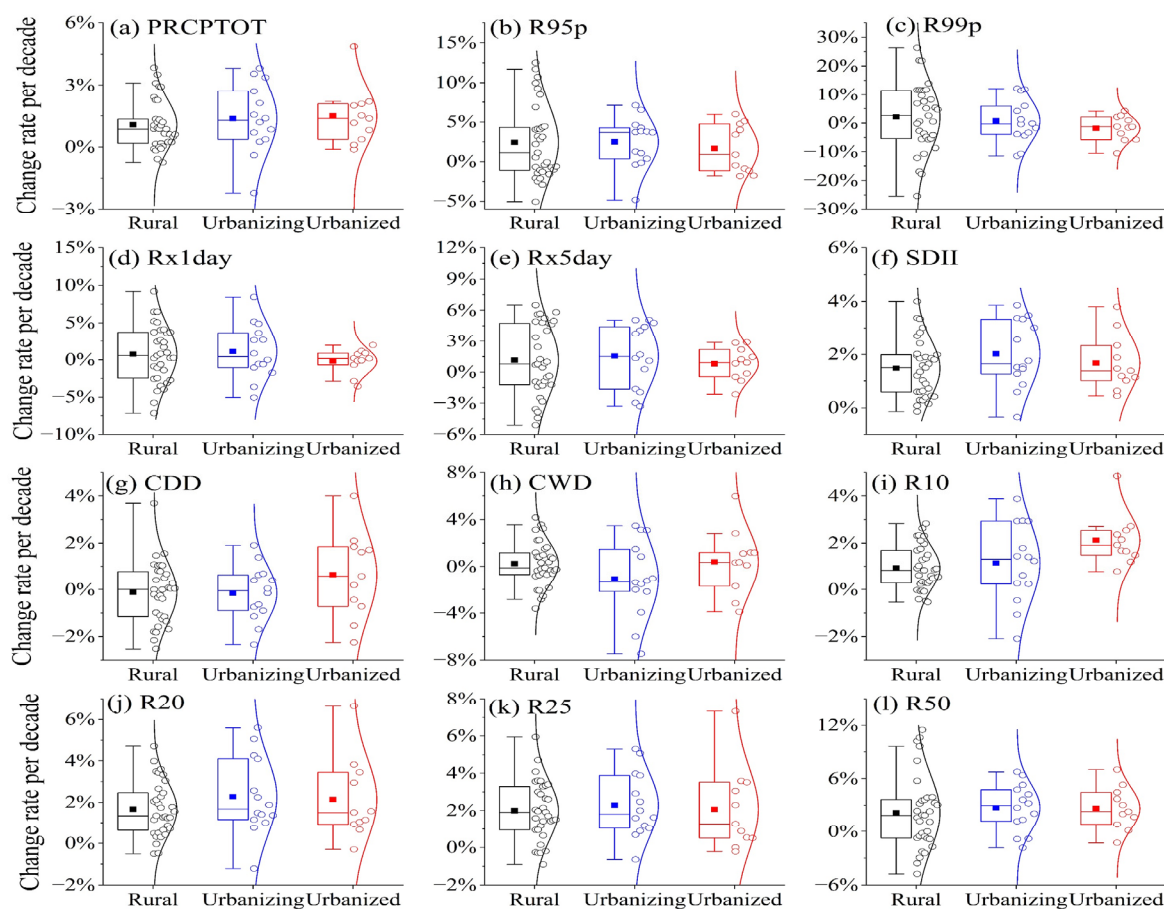 (a) PRCPTOT
(b) R95p
(c) R99p
Change rate per decade
6%
3%
0%
−3%
15%
10%
5%
0%
−5%
30%
20%
10%
0%
−10%
−20%
−30%
Rural Urbanizing Urbanized
Rural Urbanizing Urbanized
Rural Urbanizing Urbanized
(d) Rx1day
(e) Rx5day
(f) SDII
Change rate per decade
15%
10%
5%
0%
−5%
−10%
12%
9%
6%
3%
0%
−3%
−6%
6%
4%
2%
0%
Rural Urbanizing Urbanized
Rural Urbanizing Urbanized
Rural Urbanizing Urbanized
(g) CDD
(h) CWD
(i) R10
Change rate per decade
4%
2%
0%
−2%
8%
4%
0%
−4%
−8%
4%
2%
0%
−2%
Rural Urbanizing Urbanized
Rural Urbanizing Urbanized
Rural Urbanizing Urbanized
(j) R20
(k) R25
(l) R50
Change rate per decade
6%
4%
2%
0%
−2%
8%
6%
4%
2%
0%
−2%
12%
6%
0%
−6%
Rural Urbanizing Urbanized
Rural Urbanizing Urbanized
Rural Urbanizing Urbanized